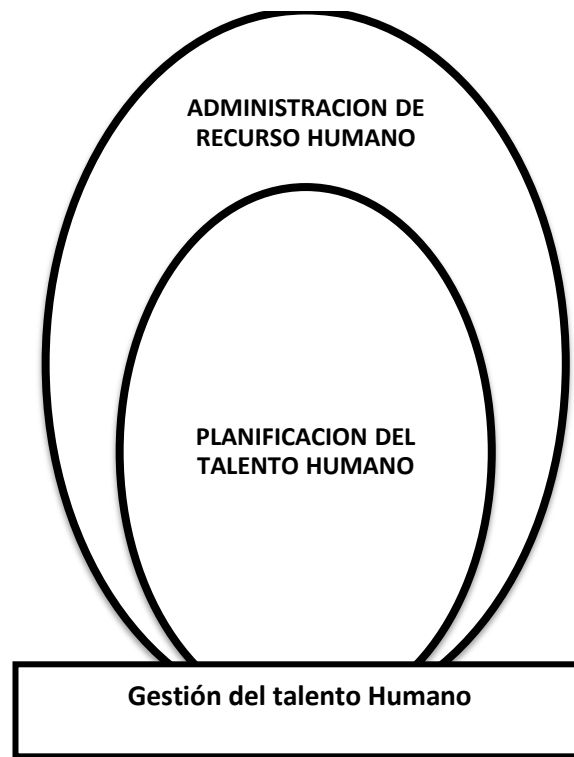 ADMINISTRACION DE
RECURSO HUMANO
PLANIFICACION DEL
TALENTO HUMANO
Gestión del talento Humano